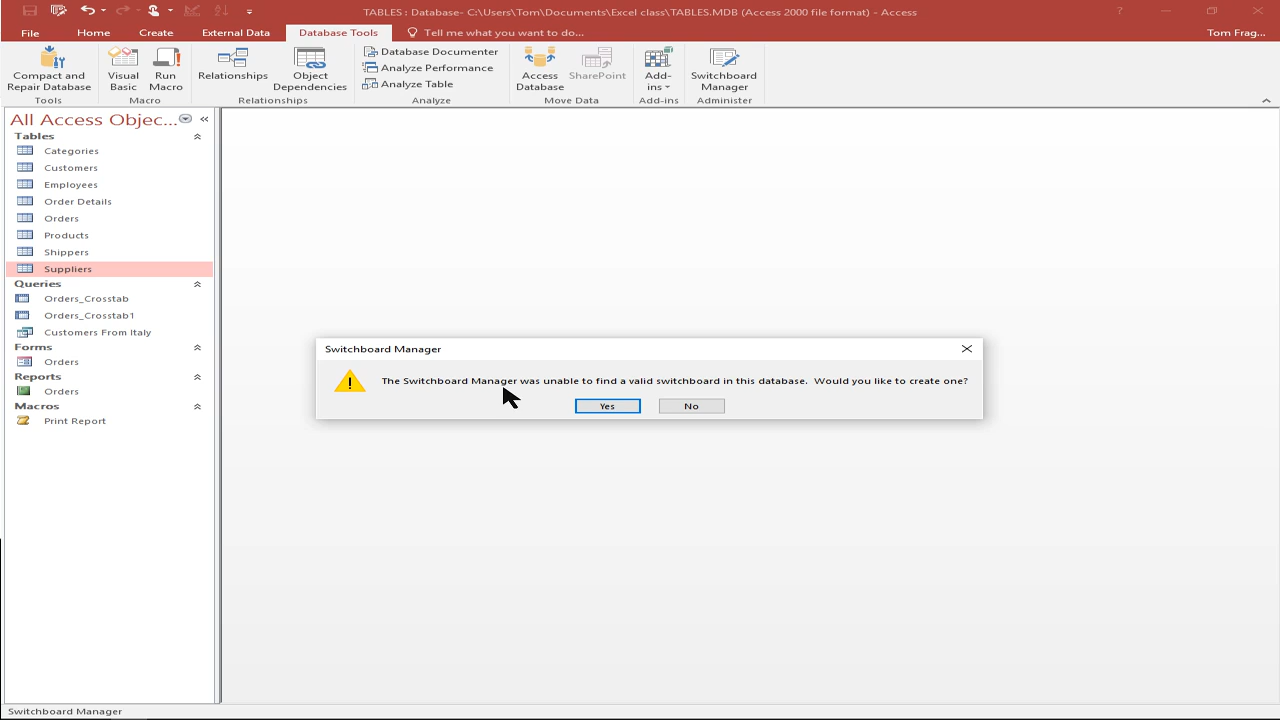 TABLES : Database- C:\Users\Tom\Documents\Excel class\TABLES.MDB (Access 2000 file format) - Access
?
File
Home
Create
External Data
Database Tools
Tell me what you want to do...
Tom Frag...
Compact and
Repair Database
Visual
Basic
Run
Macro
Relationships
Object
Dependencies
Database Documenter
Analyze Performance
Analyze Table
Access
Database
SharePoint
Add-
ins
Switchboard
Manager
Tools
Macro
Relationships
Analyze
Move Data
Add-ins
Administer
All Access Objec...
Tables
Categories
Customers
Employees
Order Details
Orders
Products
Shippers
Suppliers
Queries
Orders_Crosstab
Orders_Crosstab1
Customers From Italy
Forms
Orders
Reports
Orders
Macros
Print Report
Switchboard Manager
The Switchboard Manager was unable to find a valid switchboard in this database.  Would you like to create one?
Yes
No
Switchboard Manager